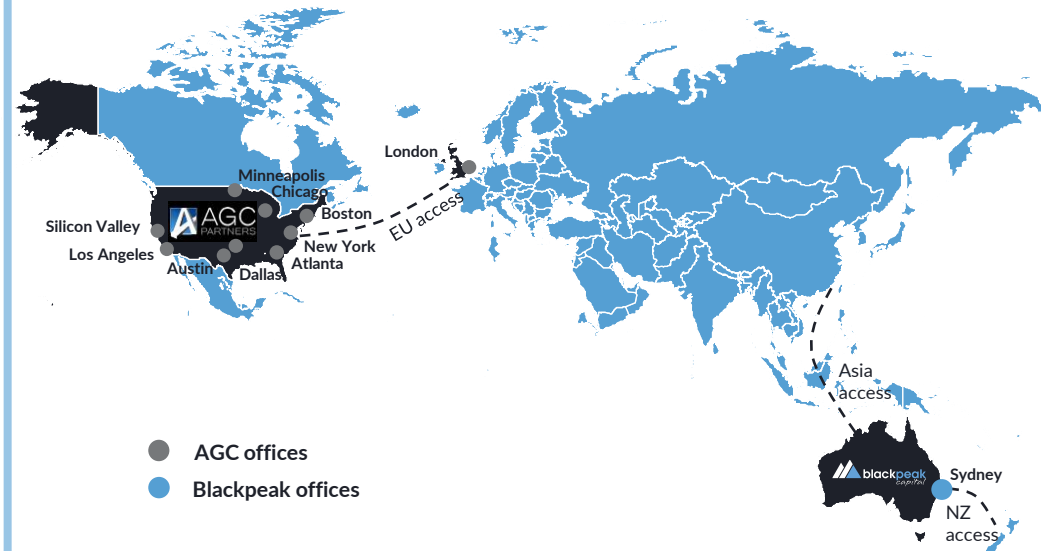 London
Minneapolis
Chicago
AGC
PARTNERS
Boston
EU access
Silicon Valley
New York
Los Angeles
Atlanta
Austin
Dallas
Asia
access
AGC offices
blackpeak
capital
Sydney
Blackpeak offices
NZ
access